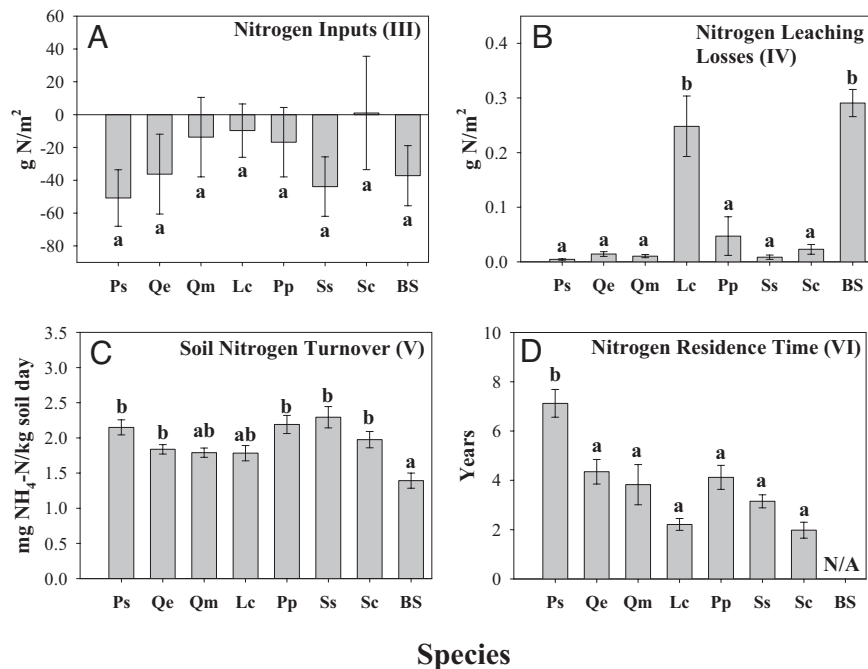 A
Nitrogen Inputs (III)
g N/m²
60
40
20
0
-20
-40
-60
-80
a a a a a a a a
Ps Qe Qm Lc Pp Ss Sc BS
B
Nitrogen Leaching
Losses (IV)
g N/m²
0.4
0.3
0.2
0.1
0.0
a a a b a a a b
Ps Qe Qm Lc Pp Ss Sc BS
C
Soil Nitrogen Turnover (V)
mg NH₄-N/kg soil day
3.5
3.0
2.5
2.0
1.5
1.0
0.5
0.0
b b ab ab b b b a
Ps Qe Qm Lc Pp Ss Sc BS
D
Nitrogen Residence Time (VI)
Years
10
8
6
4
2
0
b a a a a a a N/A
Ps Qe Qm Lc Pp Ss Sc BS
Species